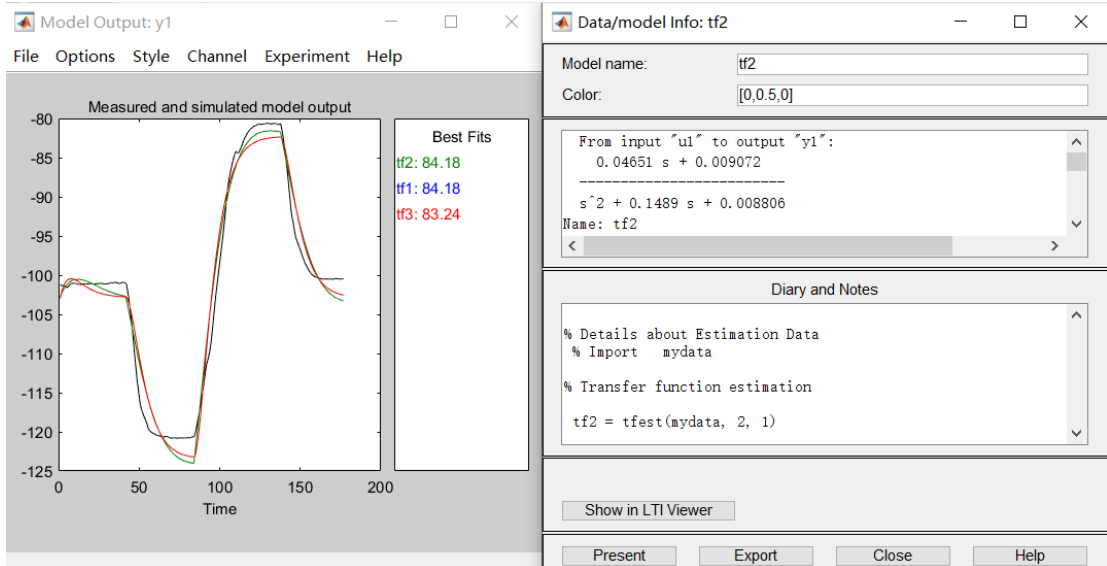 Model Output: y1
File Options Style Channel Experiment Help
Measured and simulated model output
-80
-85
-90
-95
-100
-105
-110
-115
-120
-125
0 50 100 150 200
Time
Best Fits
tf2: 84.18
tf1: 84.18
tf3: 83.24
Data/model Info: tf2
Model name: tf2
Color: [0,0.5,0]
From input "u1" to output "y1":
0.04651 s + 0.009072
-------------------------
s^2 + 0.1489 s + 0.008806
Name: tf2
Diary and Notes
% Details about Estimation Data
% Import mydata
% Transfer function estimation
tf2 = tfest(mydata, 2, 1)
Show in LTI Viewer
Present Export Close Help